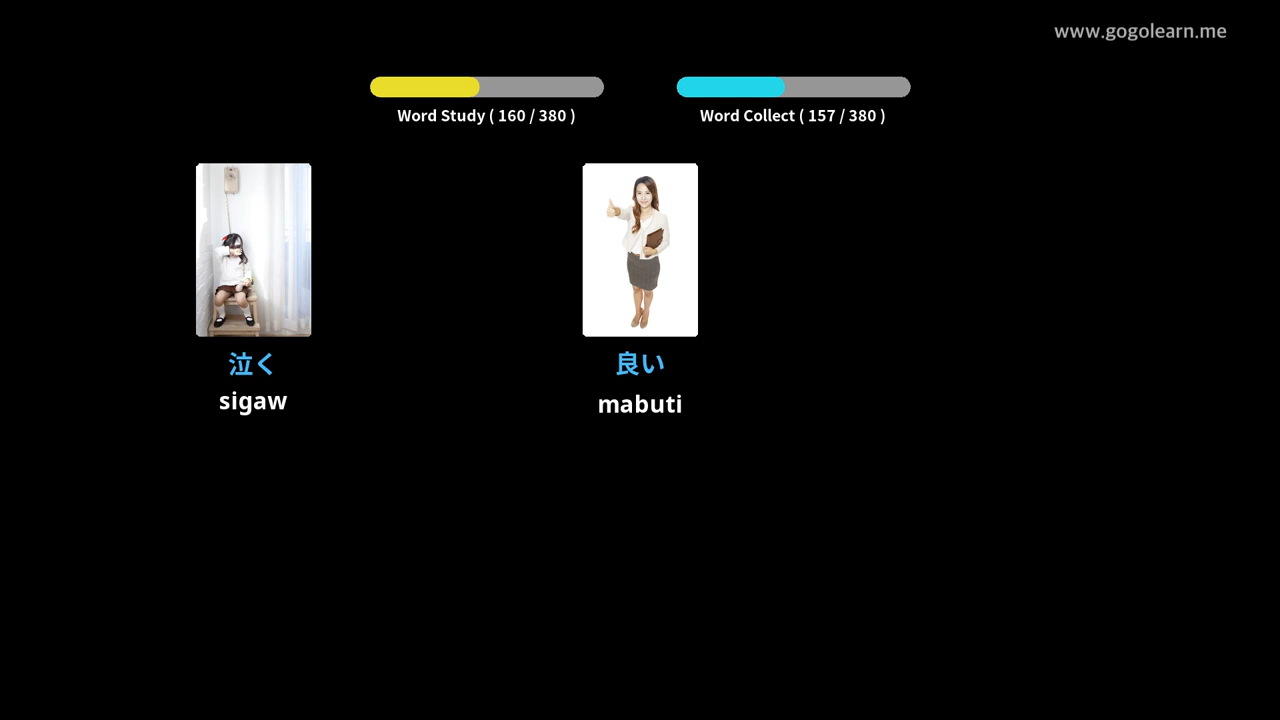 www.gogolearn.me
Word Study ( 160 / 380 )
Word Collect ( 157 / 380 )
泣く
sigaw
良い
mabuti